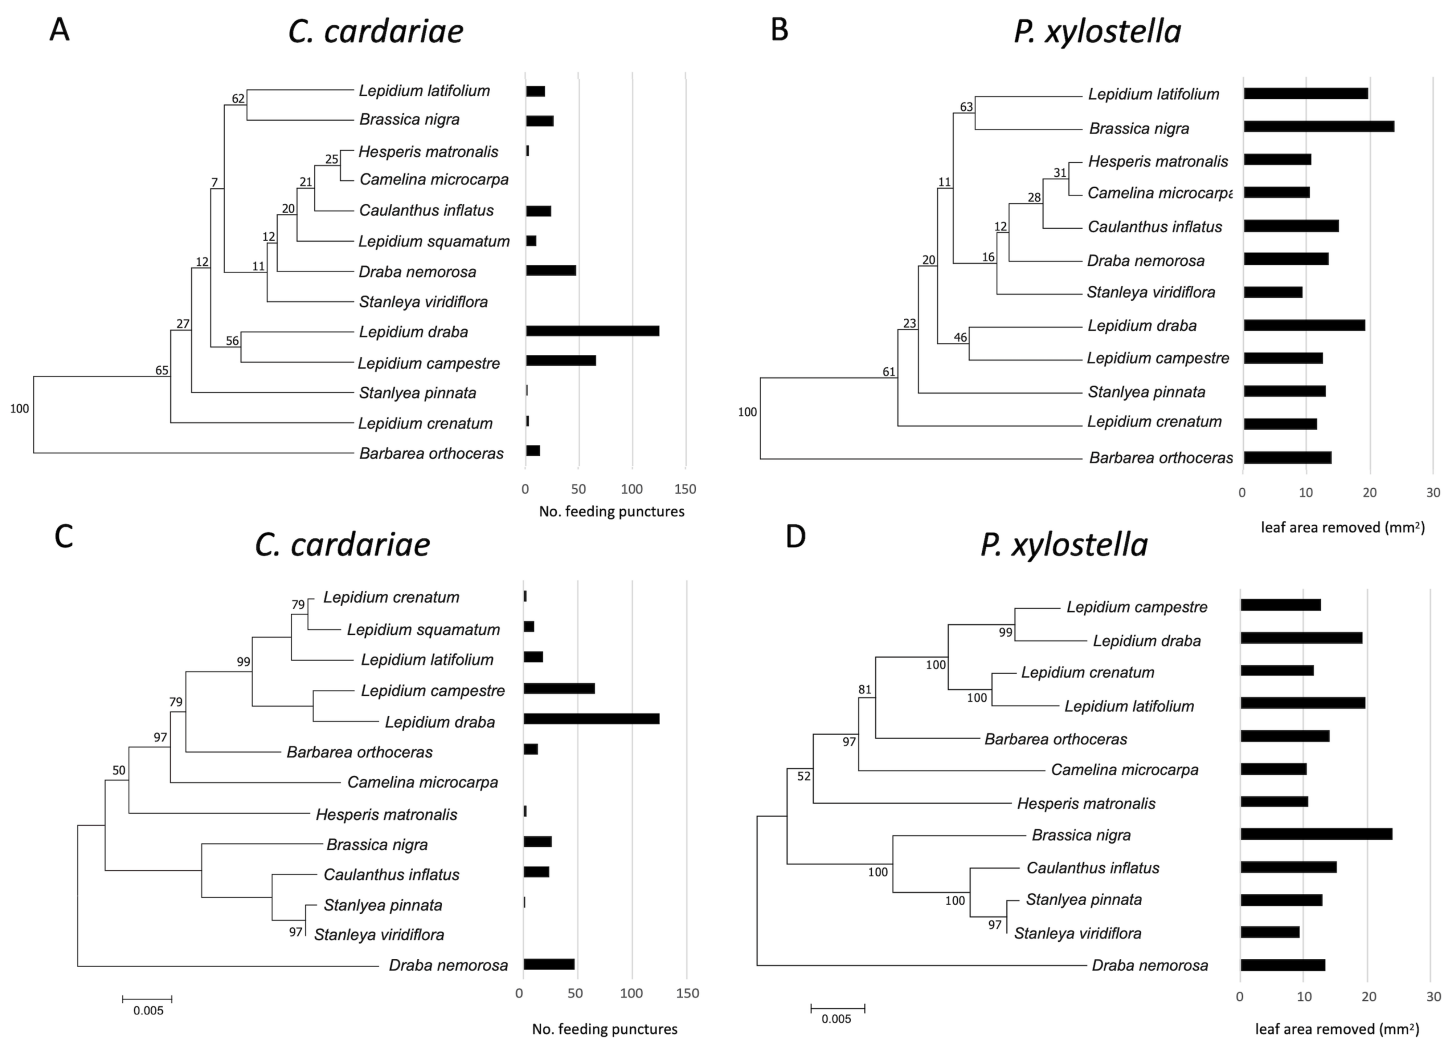 A
C. cardariae
62
7
12
27
65
100
25
21
20
12
11
56
Lepidium latifolium
Brassica nigra
Hesperis matronalis
Camelina microcarpa
Caulanthus inflatus
Lepidium squamatum
Draba nemorosa
Stanleya viridiflora
Lepidium draba
Lepidium campestre
Stanlyea pinnata
Lepidium crenatum
Barbarea orthoceras
0 50 100 150
No. feeding punctures
B
P. xylostella
63
11
20
23
61
100
31
28
12
16
46
Lepidium latifolium
Brassica nigra
Hesperis matronalis
Camelina microcarpa
Caulanthus inflatus
Draba nemorosa
Stanleya viridiflora
Lepidium draba
Lepidium campestre
Stanlyea pinnata
Lepidium crenatum
Barbarea orthoceras
0 10 20 30
leaf area removed (mm²)
C
C. cardariae
79
99
79
97
50
97
Lepidium crenatum
Lepidium squamatum
Lepidium latifolium
Lepidium campestre
Lepidium draba
Barbarea orthoceras
Camelina microcarpa
Hesperis matronalis
Brassica nigra
Caulanthus inflatus
Stanlyea pinnata
Stanleya viridiflora
Draba nemorosa
0.005
0 50 100 150
No. feeding punctures
D
P. xylostella
99
100
100
81
97
52
100
100
97
Lepidium campestre
Lepidium draba
Lepidium crenatum
Lepidium latifolium
Barbarea orthoceras
Camelina microcarpa
Hesperis matronalis
Brassica nigra
Caulanthus inflatus
Stanlyea pinnata
Stanleya viridiflora
Draba nemorosa
0.005
0 10 20 30
leaf area removed (mm²)